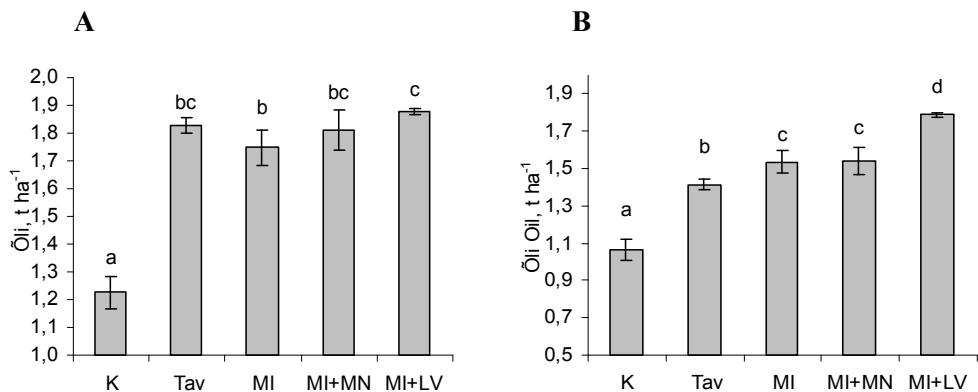 A
Õli, t ha⁻¹
2,0
1,9
1,8
1,7
1,6
1,5
1,4
1,3
1,2
1,1
1,0
a
bc
b
bc
c
K Tav MI MI+MN MI+LV
B
Õli Oil, t ha⁻¹
1,9
1,7
1,5
1,3
1,1
0,9
0,7
0,5
a
b
c
c
d
K Tav MI MI+MN MI+LV